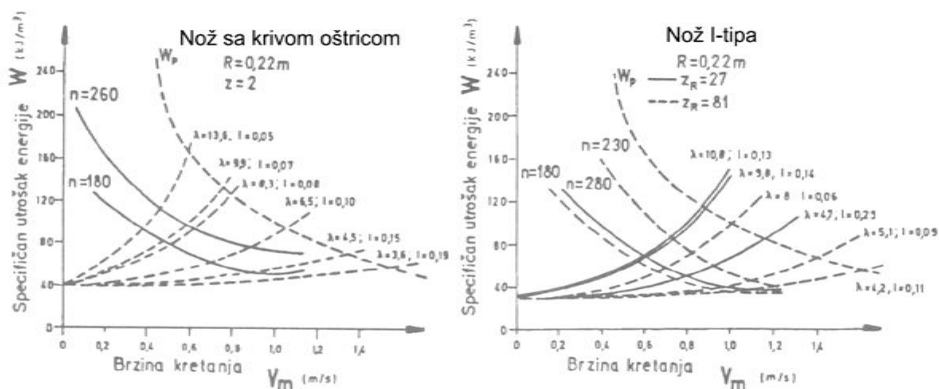 Nož sa krivom oštricom
R=0,22m
z=2
Specifičan utrošak energije W (kJ/m³)
240
200
160
120
80
40
0
Wp
n=260
n=180
λ=13,6; l=0,05
λ=9,9; l=0,07
λ=8,3; l=0,08
λ=6,5; l=0,10
λ=4,5; l=0,15
λ=3,6; l=0,19
0
0,2
0,4
0,6
0,8
1,0
1,2
1,4
Brzina kretanja Vm (m/s)
Nož I-tipa
R=0,22m
zR=27
zR=81
Specifičan utrošak energije W (kJ/m³)
240
200
160
120
80
40
0
Wp
n=230
n=180
n=280
λ=10,8; l=0,13
λ=9,8, l=0,14
λ=8 l=0,06
λ=4,7, l=0,25
λ=5,1; l=0,09
λ=4,2, l=0,11
0
0,2
0,4
0,6
0,8
1,0
1,2
1,4
Brzina kretanja Vm (m/s)